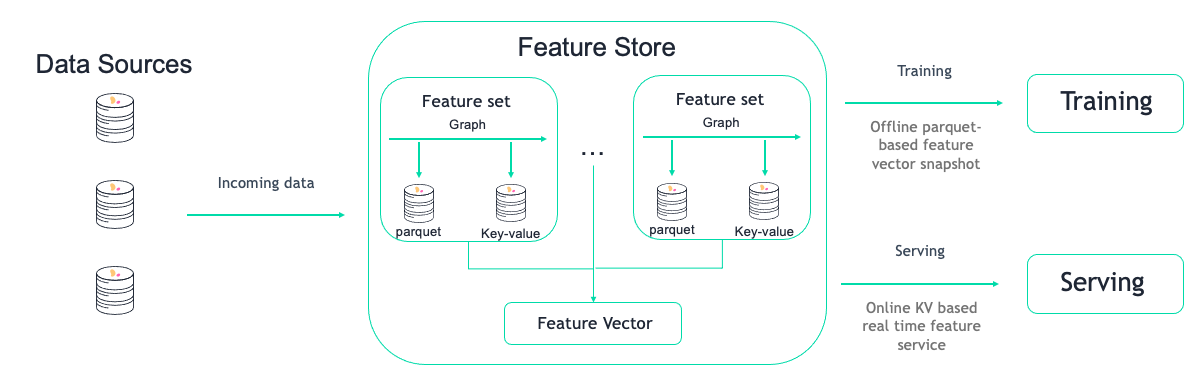 Data Sources
Incoming data
Feature Store
Feature set
Graph
parquet
Key-value
...
Feature set
Graph
parquet
Key-value
Feature Vector
Training
Offline parquet-
based feature
vector snapshot
Training
Serving
Online KV based
real time feature
service
Serving